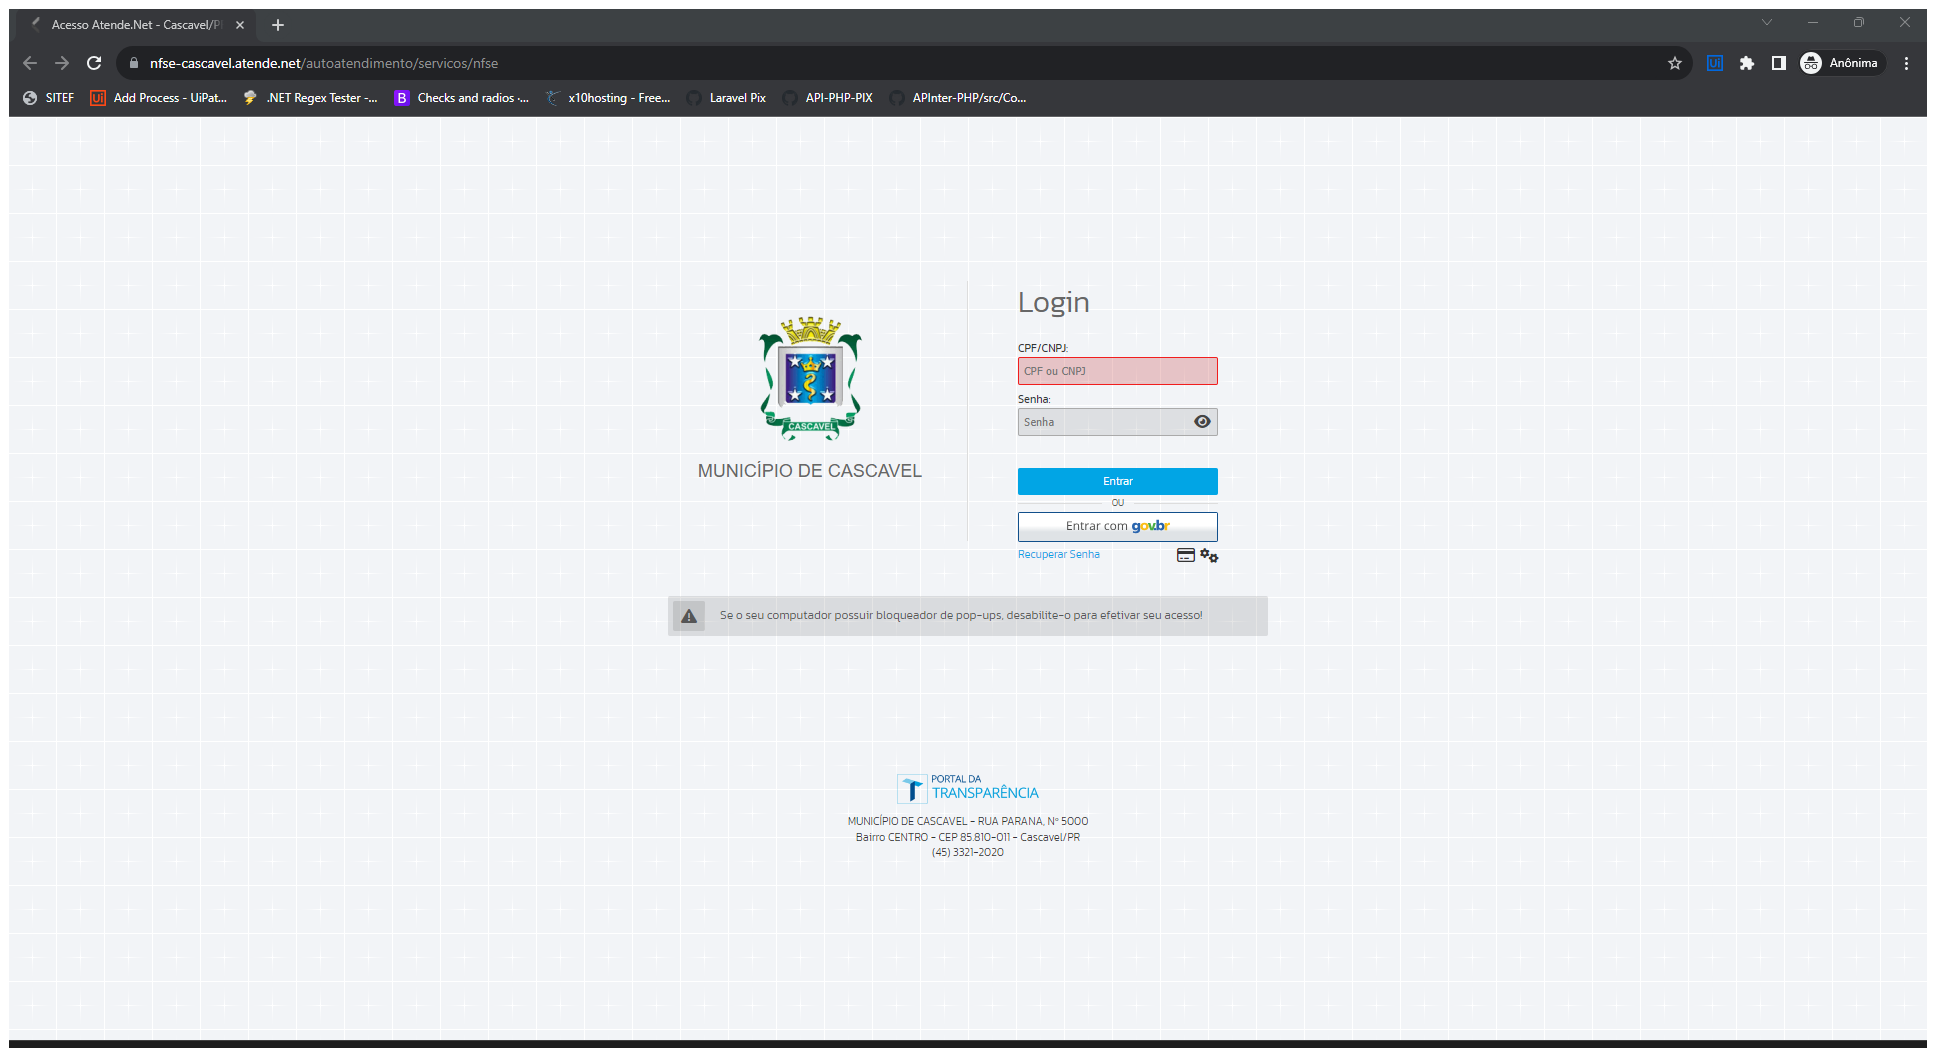 Acesso Atende.Net - Cascavel/P
nfse-cascavel.atende.net/autoatendimento/servicos/nfse
Anônima
SITEF
Add Process - UiPat...
.NET Regex Tester -...
Checks and radios ·...
x10hosting - Free...
Laravel Pix
API-PHP-PIX
APInter-PHP/src/Co...
Login
CPF/CNPJ:
CPF ou CNPJ
Senha:
Senha
CASCAVEL
MUNICÍPIO DE CASCAVEL
Entrar
OU
Entrar com gov.br
Recuperar Senha
Se o seu computador possuir bloqueador de pop-ups, desabilite-o para efetivar seu acesso!
PORTAL DA
TRANSPARÊNCIA
MUNICÍPIO DE CASCAVEL - RUA PARANA, Nº 5000
Bairro CENTRO - CEP 85.810-011 - Cascavel/PR
(45) 3321-2020